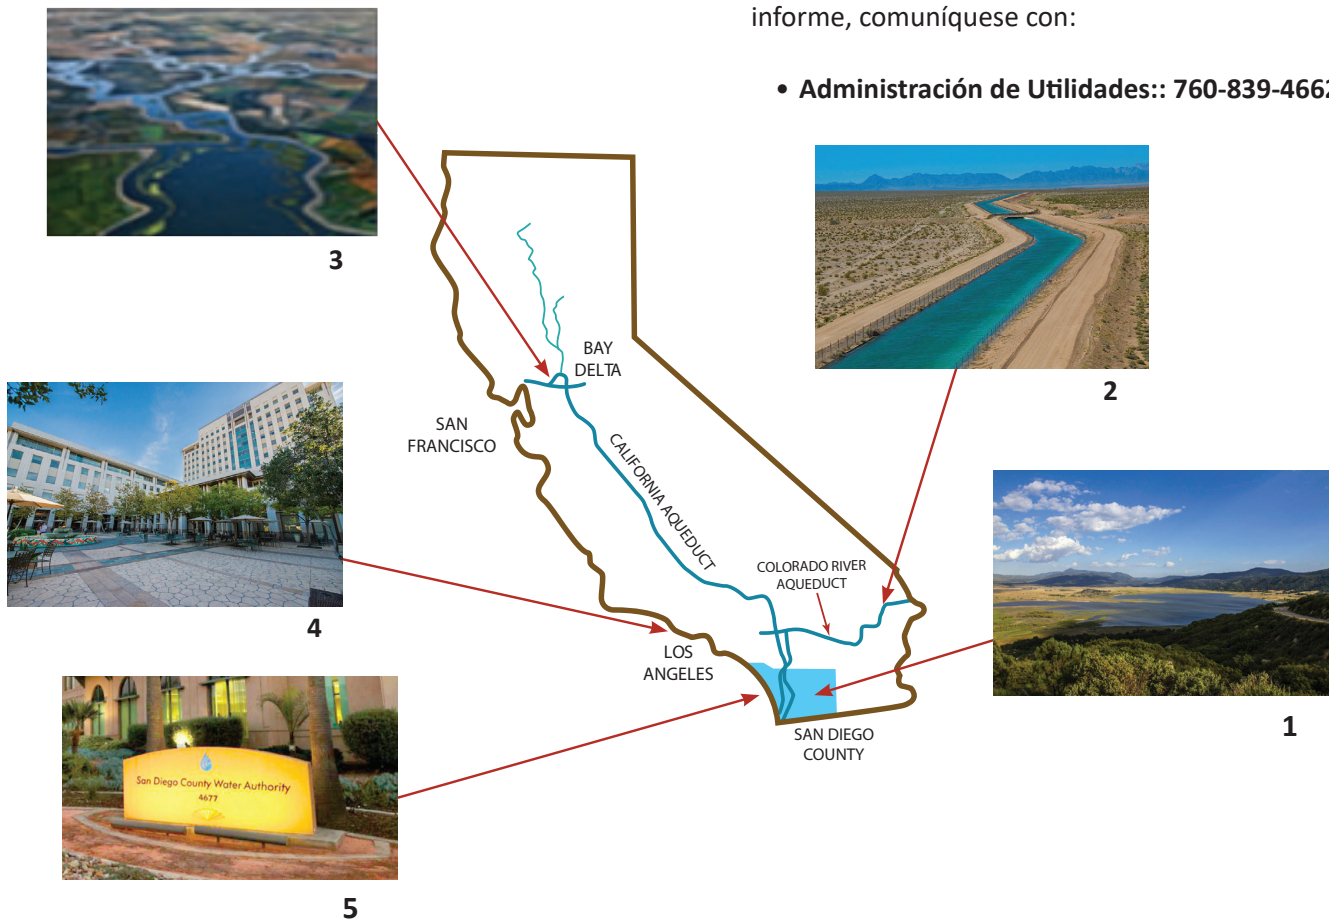 informe, comuníquese con:
• Administración de Utilidades:: 760-839-4662
3
2
BAY
DELTA
SAN
FRANCISCO
CALIFORNIA AQUEDUCT
4
COLORADO RIVER
AQUEDUCT
LOS
ANGELES
1
SAN DIEGO
COUNTY
San Diego County Water Authority
4677
5